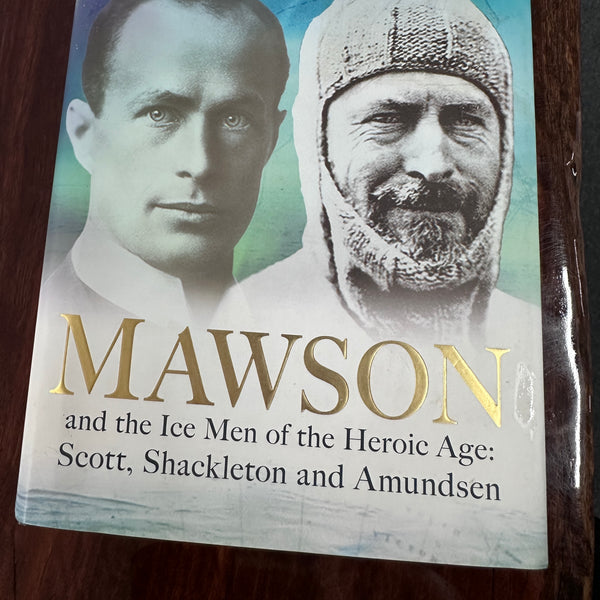 MAWSON
and the Ice Men of the Heroic Age:
Scott, Shackleton and Amundsen